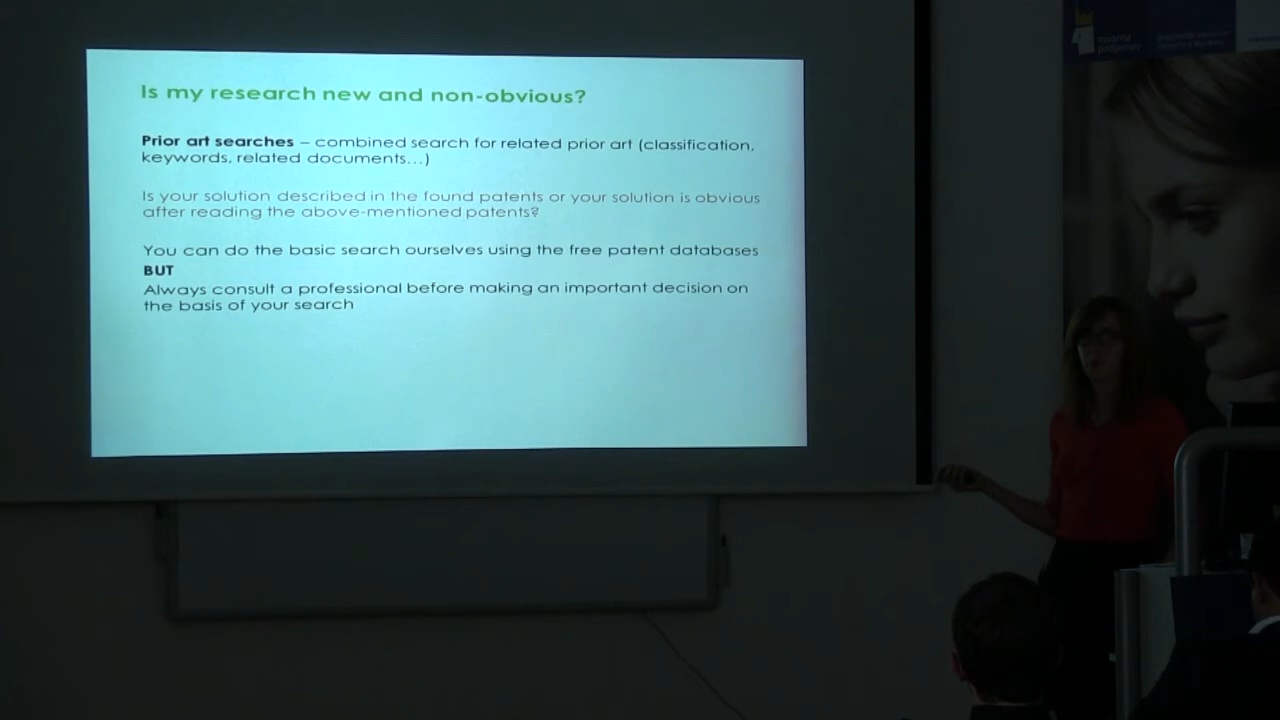 Is my research new and non-obvious?
Prior art searches – combined search for related prior art (classification,
keywords, related documents...)
Is your solution described in the found patents or your solution is obvious
after reading the above-mentioned patents?
You can do the basic search ourselves using the free patent databases
BUT
Always consult a professional before making an important decision on
the basis of your search